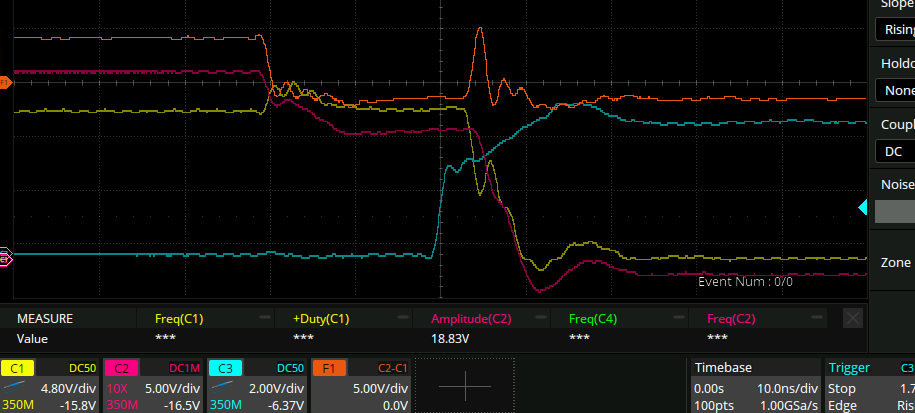 Slope
Rising
Holdo
None
Coupl
DC
Noise
Zone
F1
Event Num : 0/0
MEASURE Freq(C1) +Duty(C1) Amplitude(C2) Freq(C4) Freq(C2)
Value *** *** 18.83V *** ***
C1 DC50
4.80V/div
350M -15.8V
C2 DC1M
10X 5.00V/div
350M -16.5V
C3 DC50
2.00V/div
350M -6.37V
F1 C2-C1
5.00V/div
0.0V
Timebase
0.00s 10.0ns/div
100pts 1.00GSa/s
Trigger C3
Stop 1.7
Edge Ris